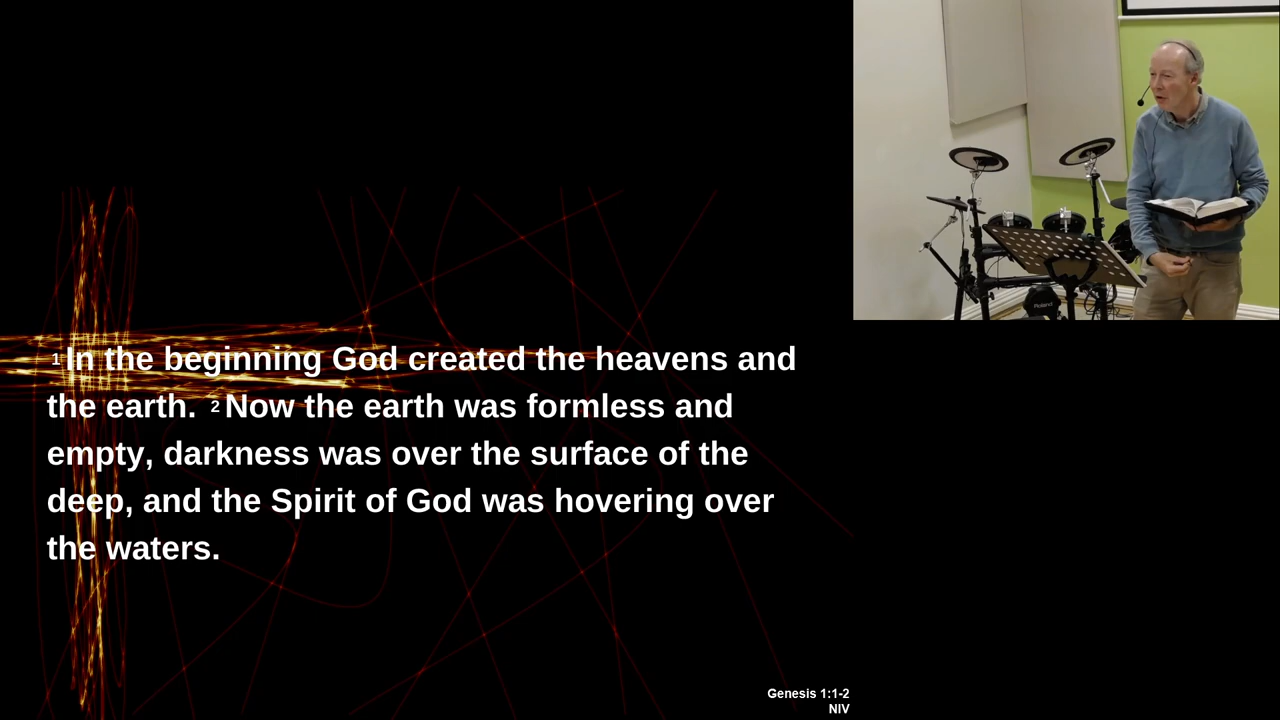 1 In the beginning God created the heavens and
the earth. 2 Now the earth was formless and
empty, darkness was over the surface of the
deep, and the Spirit of God was hovering over
the waters.
Genesis 1:1-2
NIV
Roland